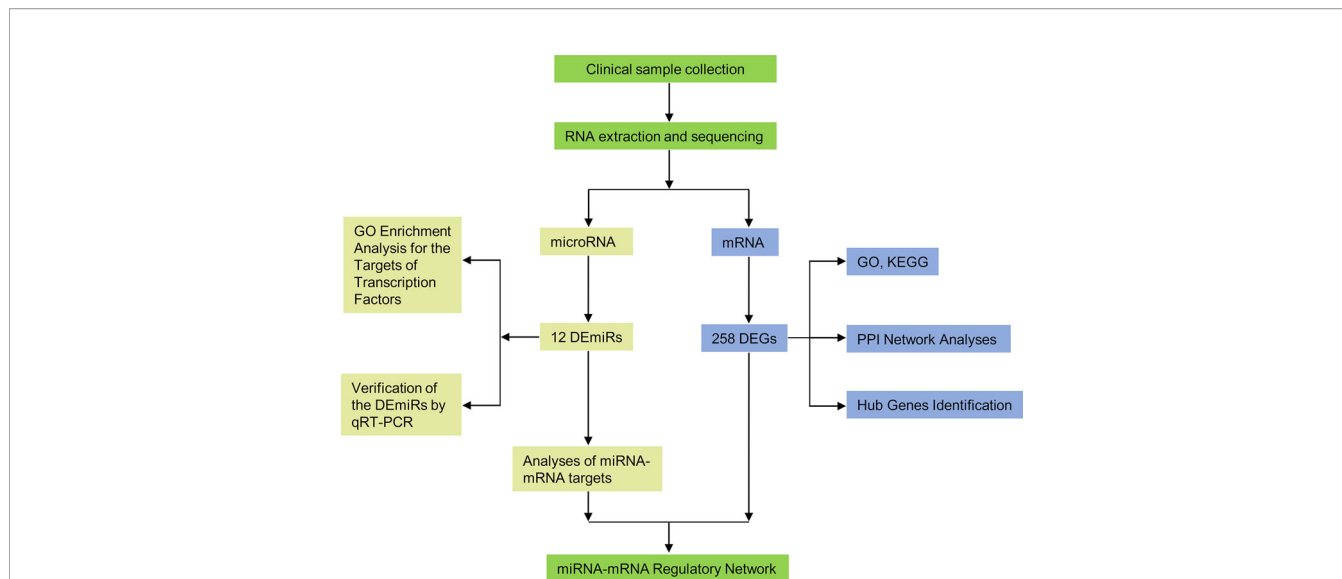 Clinical sample collection
RNA extraction and sequencing
GO Enrichment
Analysis for the
Targets of
Transcription
Factors
microRNA
mRNA
GO, KEGG
12 DEmiRs
258 DEGs
PPI Network Analyses
Verification of
the DEmiRs by
qRT-PCR
Hub Genes Identification
Analyses of miRNA-
mRNA targets
miRNA-mRNA Regulatory Network